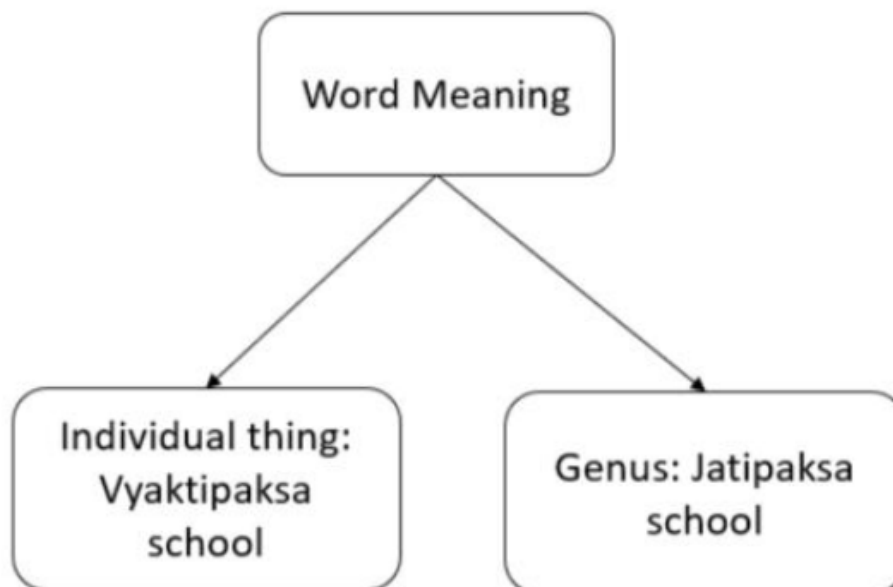 Word Meaning
Individual thing:
Vyaktipaksa
school
Genus: Jatipaksa
school